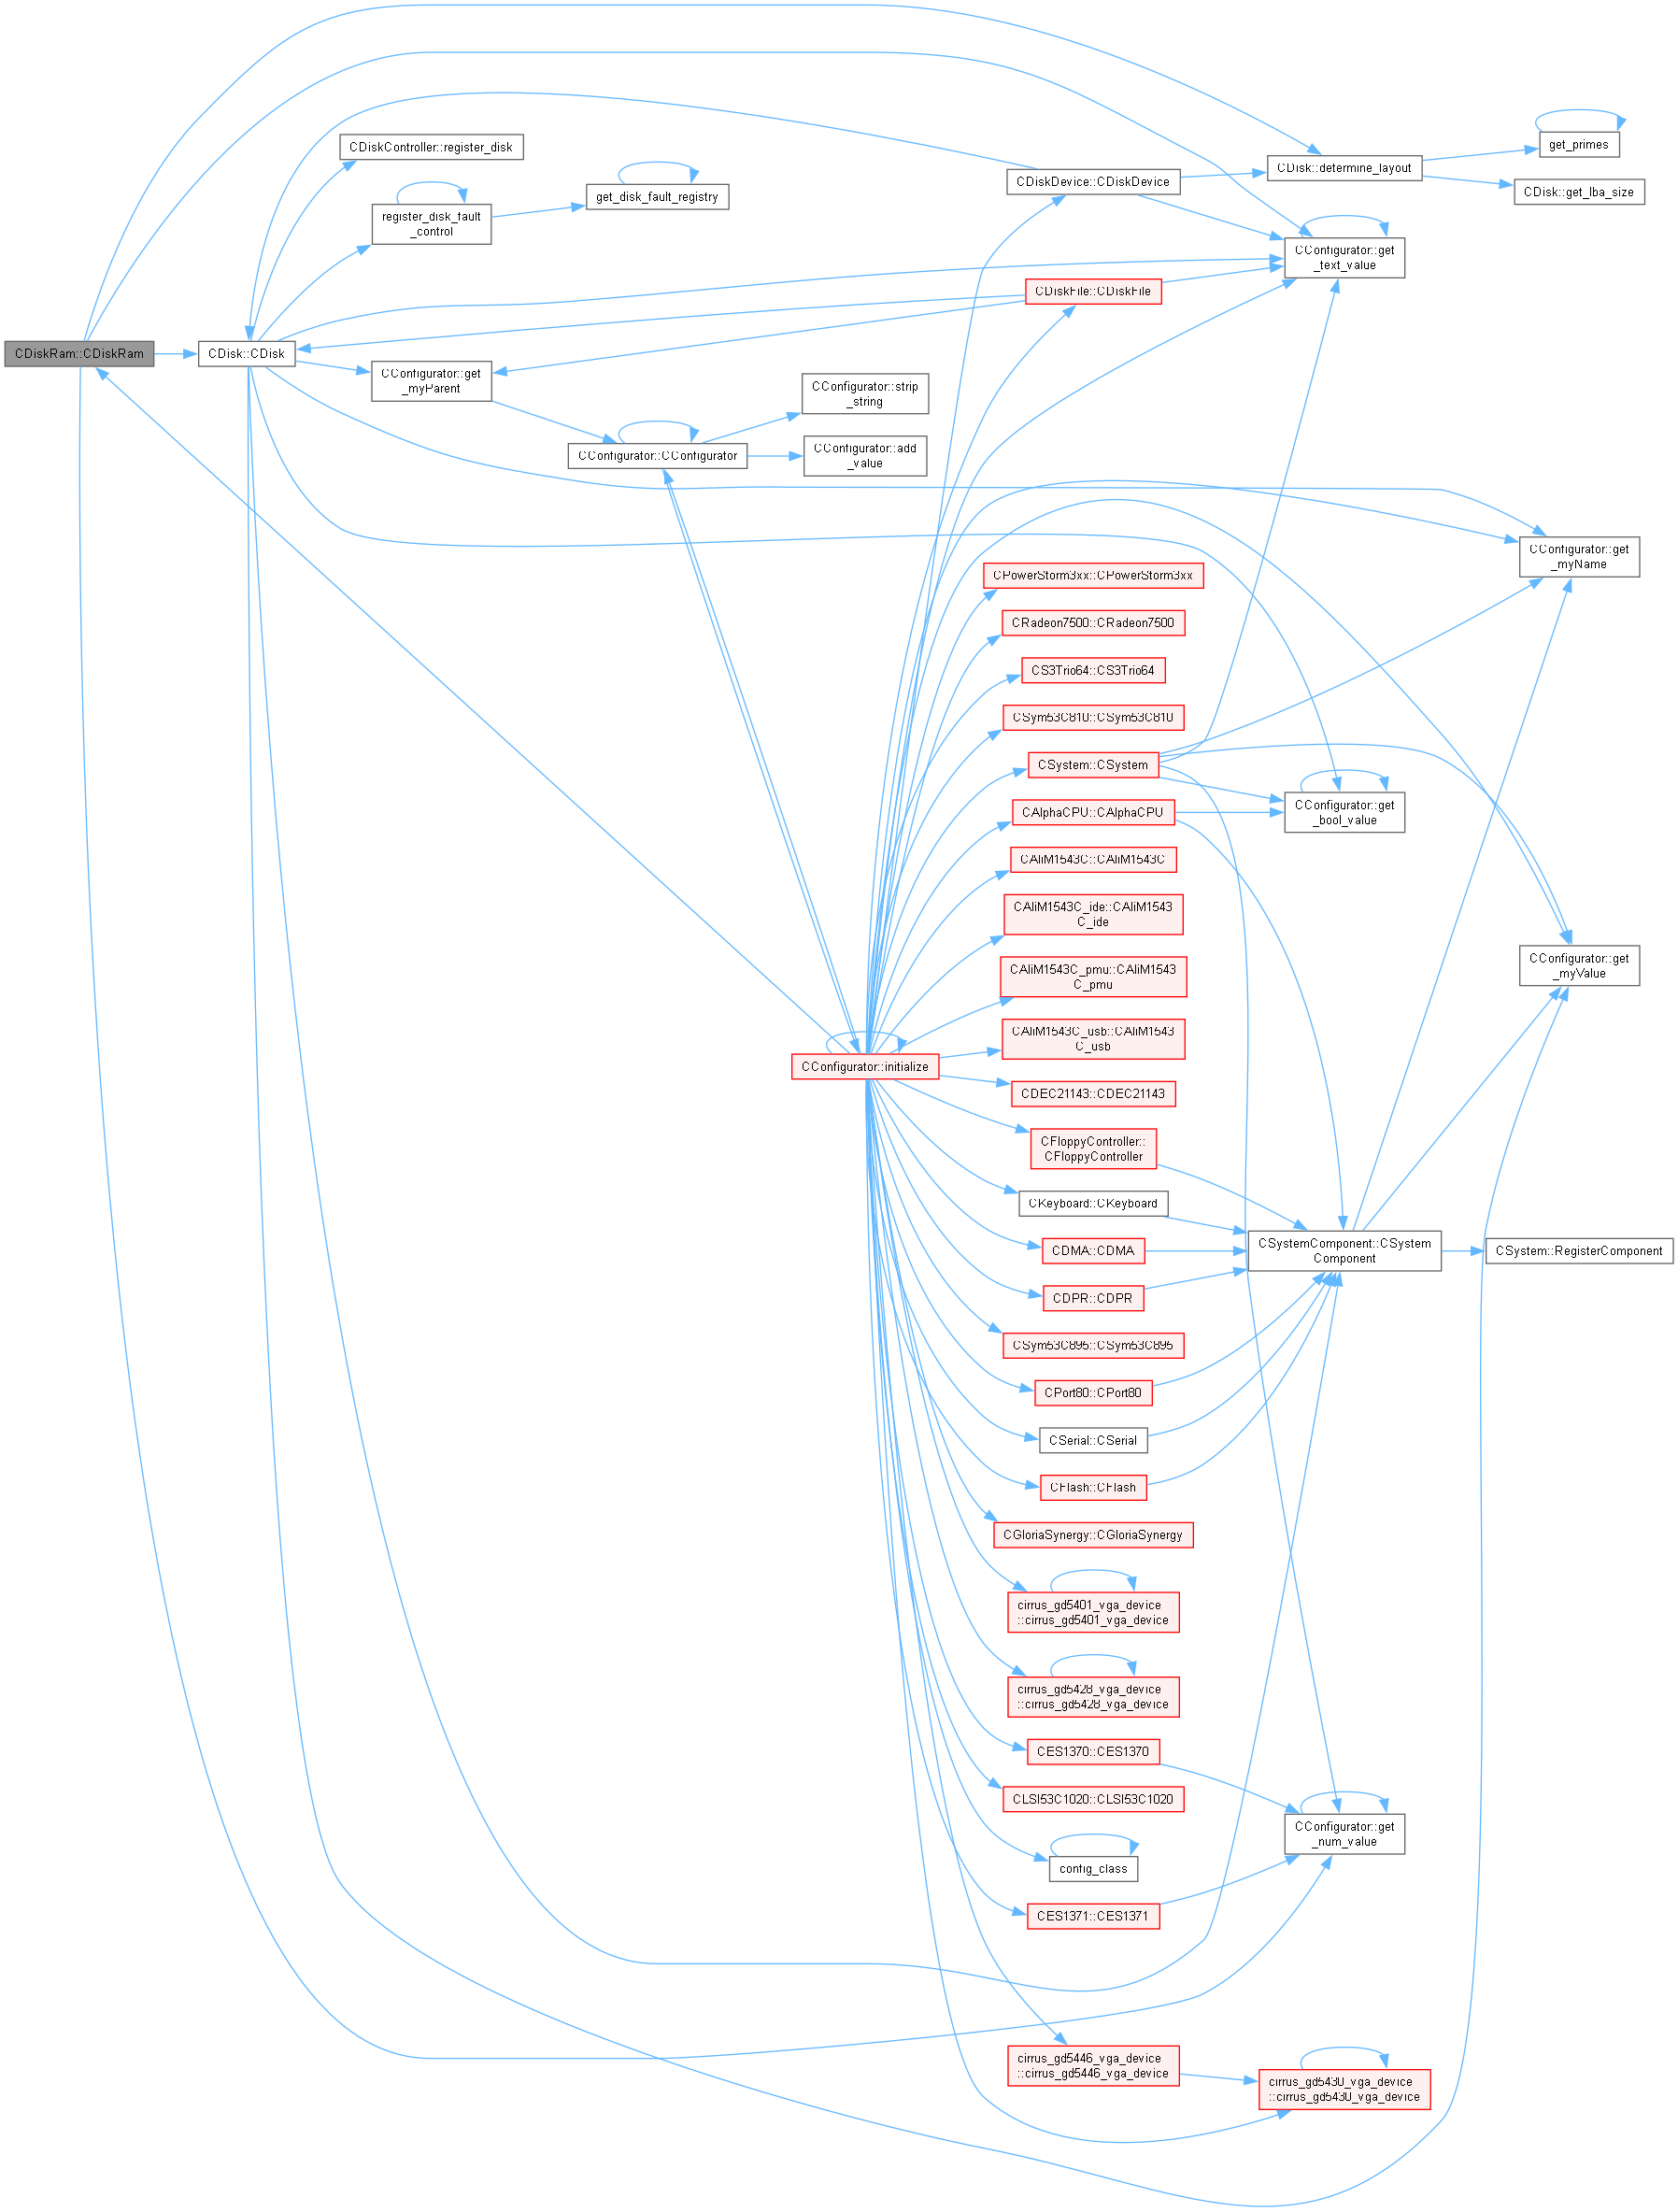 CDiskRam::CDiskRam
CDisk::CDisk
CDiskController::register_disk
register_disk_fault
_control
get_disk_fault_registry
CConfigurator::get
_myParent
CConfigurator::CConfigurator
CConfigurator::strip
_string
CConfigurator::add
_value
CConfigurator::initialize
CDiskDevice::CDiskDevice
CDiskFile::CDiskFile
CPowerStorm3xx::CPowerStorm3xx
CRadeon7500::CRadeon7500
CS3Trio64::CS3Trio64
CSym53C810::CSym53C810
CSystem::CSystem
CAlphaCPU::CAlphaCPU
CAliM1543C::CAliM1543C
CAliM1543C_ide::CAliM1543
C_ide
CAliM1543C_pmu::CAliM1543
C_pmu
CAliM1543C_usb::CAliM1543
C_usb
CDEC21143::CDEC21143
CFloppyController::
CFloppyController
CKeyboard::CKeyboard
CDMA::CDMA
CDPR::CDPR
CSym53C895::CSym53C895
CPort80::CPort80
CSerial::CSerial
CFlash::CFlash
CGloriaSynergy::CGloriaSynergy
cirrus_gd5401_vga_device
::cirrus_gd5401_vga_device
cirrus_gd5428_vga_device
::cirrus_gd5428_vga_device
CES1370::CES1370
CLSI53C1020::CLSI53C1020
config_class
CES1371::CES1371
cirrus_gd5446_vga_device
::cirrus_gd5446_vga_device
CDisk::determine_layout
CConfigurator::get
_text_value
CConfigurator::get
_bool_value
CSystemComponent::CSystem
Component
CConfigurator::get
_num_value
cirrus_gd5430_vga_device
::cirrus_gd5430_vga_device
get_primes
CDisk::get_lba_size
CConfigurator::get
_myName
CConfigurator::get
_myValue
CSystem::RegisterComponent